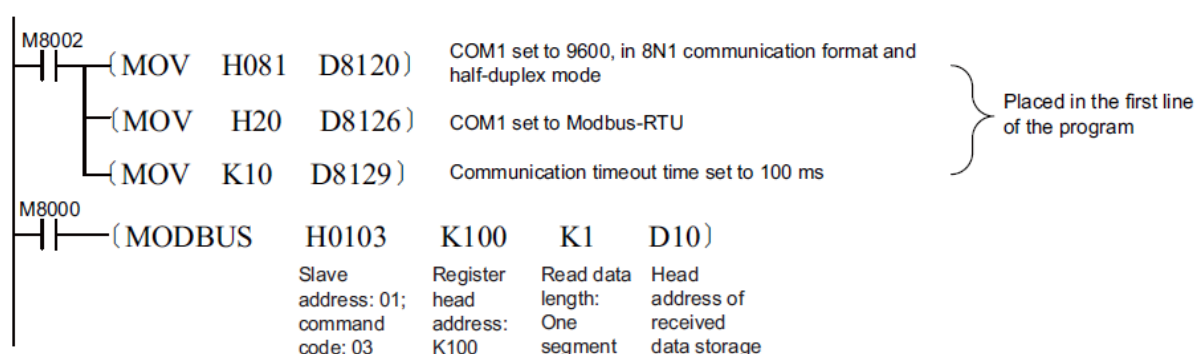 M8002
(MOV H081 D8120)
COM1 set to 9600, in 8N1 communication format and
half-duplex mode
(MOV H20 D8126)
COM1 set to Modbus-RTU
(MOV K10 D8129)
Communication timeout time set to 100 ms
Placed in the first line
of the program
M8000
(MODBUS H0103 K100 K1 D10)
Slave
address: 01;
command
code: 03
Register
head
address:
K100
Read data
length:
One
segment
Head
address of
received
data storage